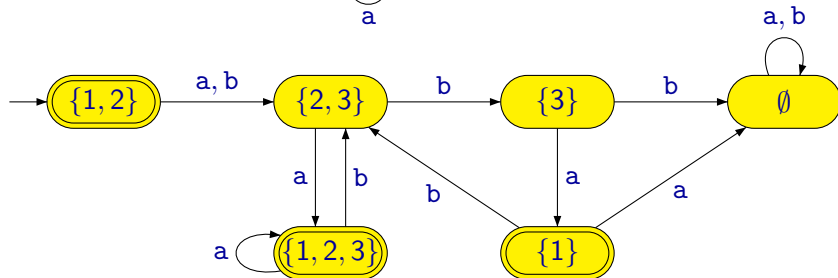 a
a, b
{1, 2} a, b {2, 3} b {3} b ∅
a b b a a
a {1, 2, 3} {1}